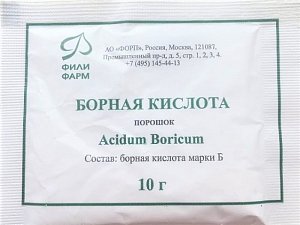 ФИЛИ
ФАРМ
АО «ФОРП», Россия, Москва, 121087,
Промышленный пр-д, д. 5, стр. 1, 2, 3, 4.
+7 (495) 145-44-13
БОРНАЯ КИСЛОТА
ПОРОШОК
Acidum Boricum
Состав: борная кислота марки Б
10 г